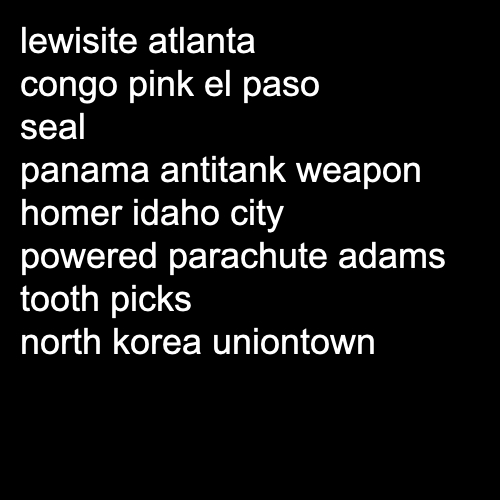 lewisite atlanta
congo pink el paso
seal
panama antitank weapon
homer idaho city
powered parachute adams
tooth picks
north korea uniontown